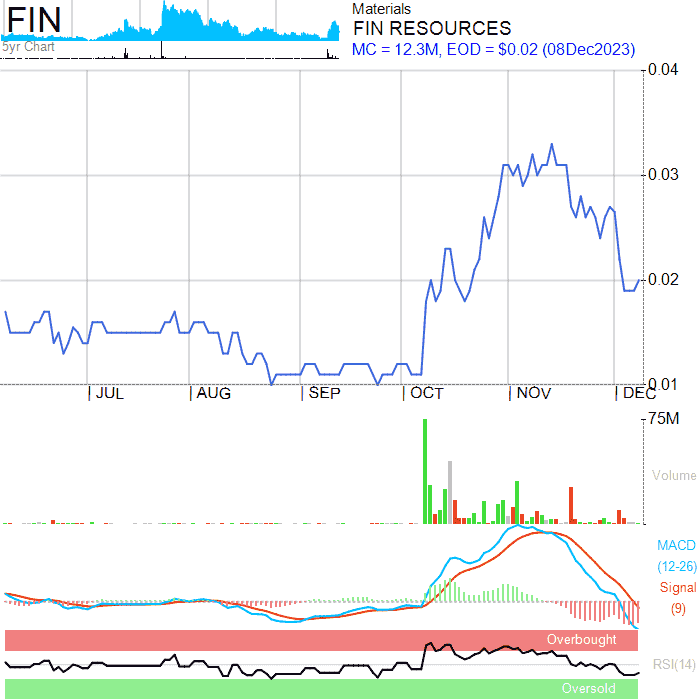 FIN
5yr Chart
Materials
FIN RESOURCES
MC = 12.3M, EOD = $0.02 (08Dec2023)
0.04
0.03
0.02
0.01
JUL AUG SEP OCT NOV DEC
75M
Volume
MACD
(12-26)
Signal
(9)
Overbought
RSI(14)
Oversold